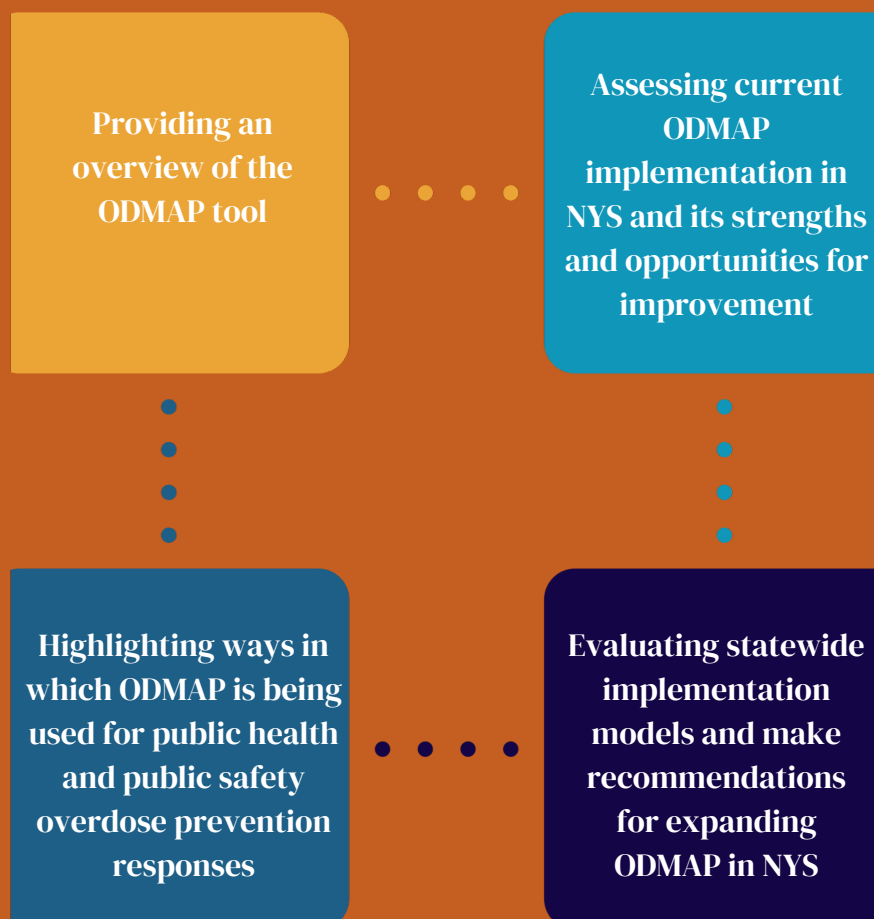 Providing an
overview of the
ODMAP tool
Assessing current
ODMAP
implementation in
NYS and its strengths
and opportunities for
improvement
Highlighting ways in
which ODMAP is being
used for public health
and public safety
overdose prevention
responses
Evaluating statewide
implementation
models and make
recommendations
for expanding
ODMAP in NYS